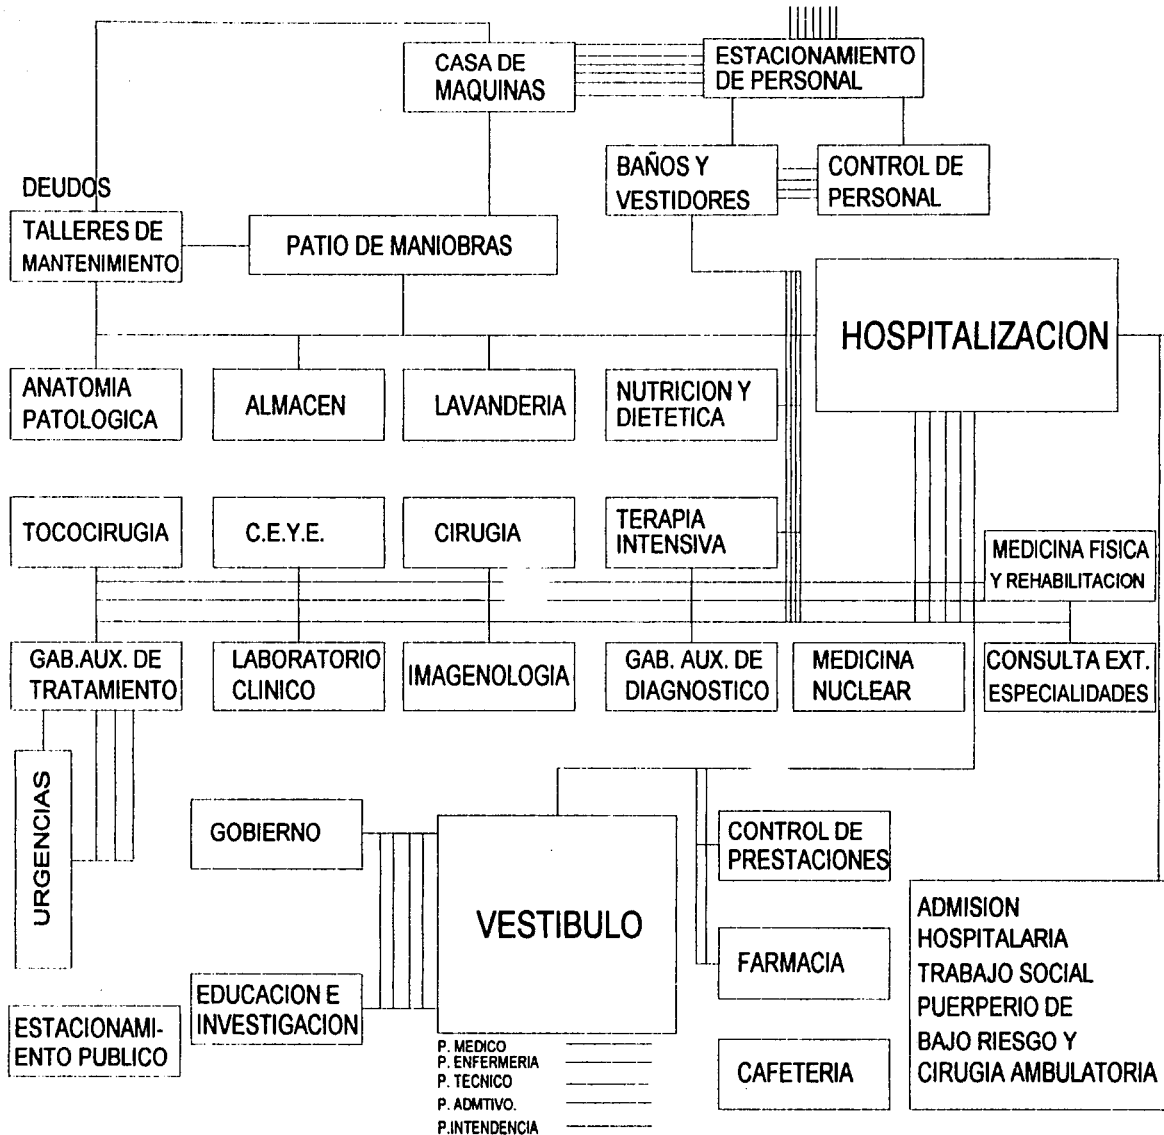 CASA DE
MAQUINAS
ESTACIONAMIENTO
DE PERSONAL
BAÑOS Y
VESTIDORES
CONTROL DE
PERSONAL
DEUDOS
TALLERES DE
MANTENIMIENTO
PATIO DE MANIOBRAS
HOSPITALIZACION
ANATOMIA
PATOLOGICA
ALMACEN
LAVANDERIA
NUTRICION Y
DIETETICA
TOCOCIRUGIA
C.E.Y.E.
CIRUGIA
TERAPIA
INTENSIVA
MEDICINA FISICA
Y REHABILITACION
GAB.AUX. DE
TRATAMIENTO
LABORATORIO
CLINICO
IMAGENOLOGIA
GAB. AUX. DE
DIAGNOSTICO
MEDICINA
NUCLEAR
CONSULTA EXT.
ESPECIALIDADES
URGENCIAS
GOBIERNO
VESTIBULO
CONTROL DE
PRESTACIONES
EDUCACION E
INVESTIGACION
FARMACIA
ADMISION
HOSPITALARIA
TRABAJO SOCIAL
PUERPERIO DE
BAJO RIESGO Y
CIRUGIA AMBULATORIA
ESTACIONAMI-
ENTO PUBLICO
CAFETERIA
P. MEDICO
P. ENFERMERIA
P. TECNICO
P. ADMTIVO.
P.INTENDENCIA